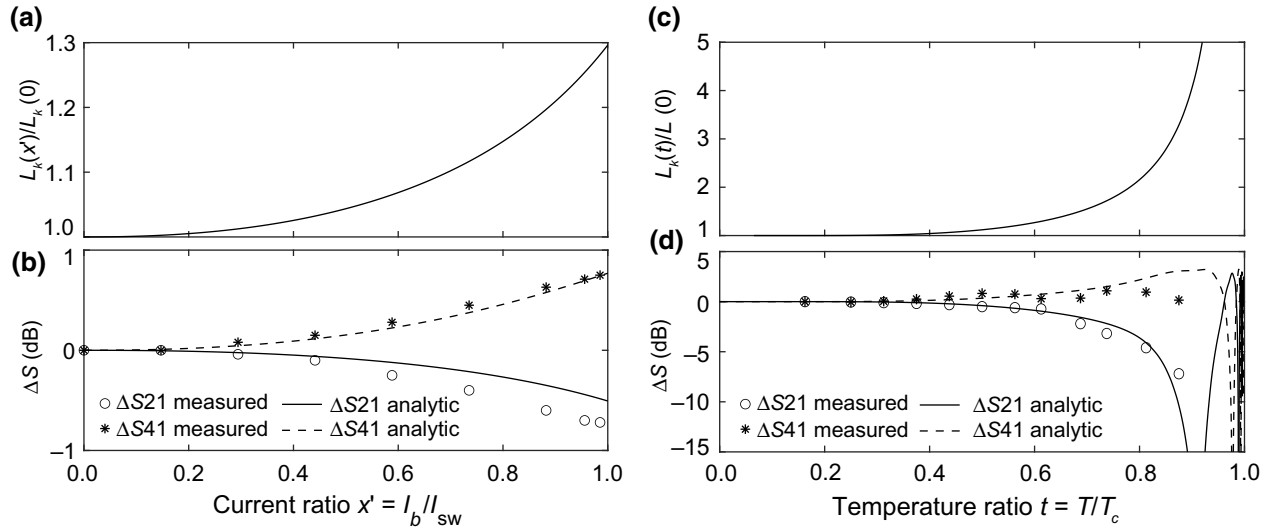 (a)
1.3
1.2
1.1
1.0
L_k(x')/L_k (0)
(b)
1
0
–1
ΔS (dB)
ΔS21 measured
ΔS21 analytic
ΔS41 measured
ΔS41 analytic
0.0 0.2 0.4 0.6 0.8 1.0
Current ratio x' = I_b/I_sw
(c)
5
4
3
2
1
L_k(t)/L (0)
(d)
5
0
–5
–10
–15
ΔS (dB)
ΔS21 measured
ΔS21 analytic
ΔS41 measured
ΔS41 analytic
0.0 0.2 0.4 0.6 0.8 1.0
Temperature ratio t = T/T_c